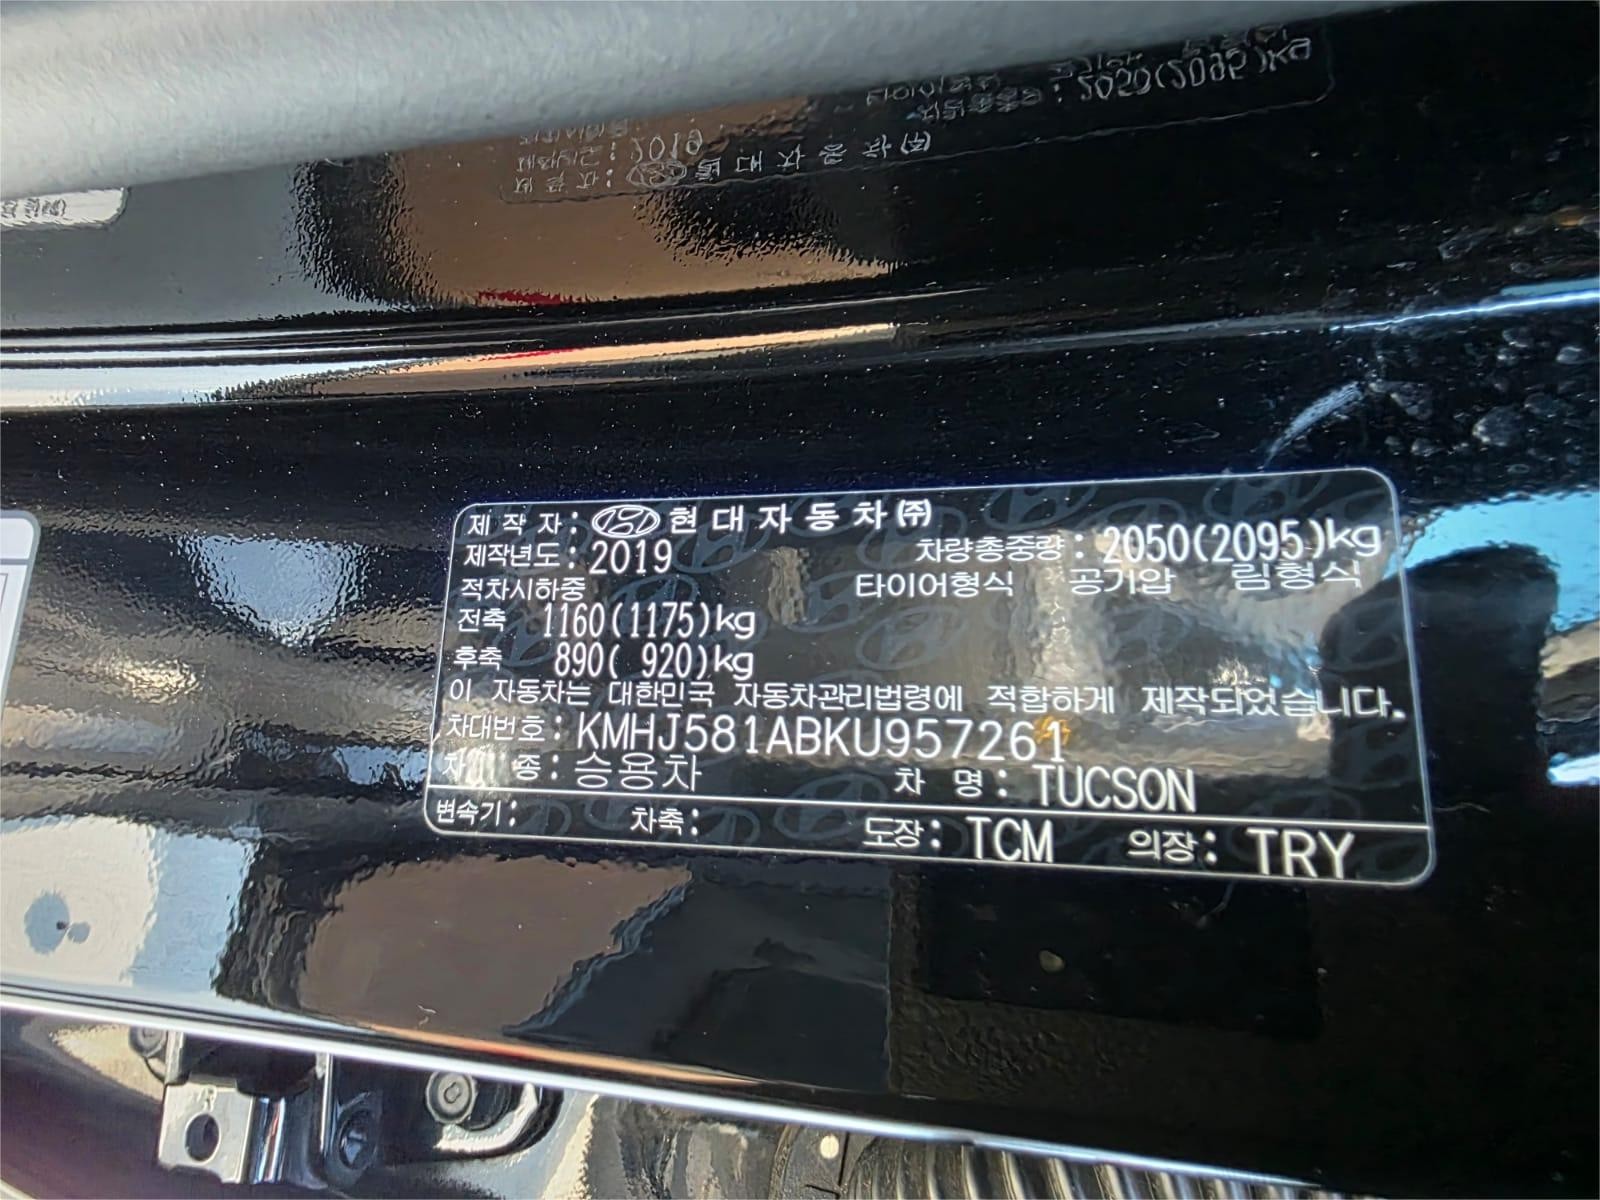 제작자: 현대자동차㈜
제작년도: 2019 차량총중량: 2050(2095)kg
적차시하중 타이어형식 공기압 림형식
전축 1160(1175)kg
후축 890( 920)kg
이 자동차는 대한민국 자동차관리법령에 적합하게 제작되었습니다.
차대번호: KMHJ581ABKU957261
차 종: 승용차 차 명: TUCSON
변속기: 차축: 도장: TCM 의장: TRY